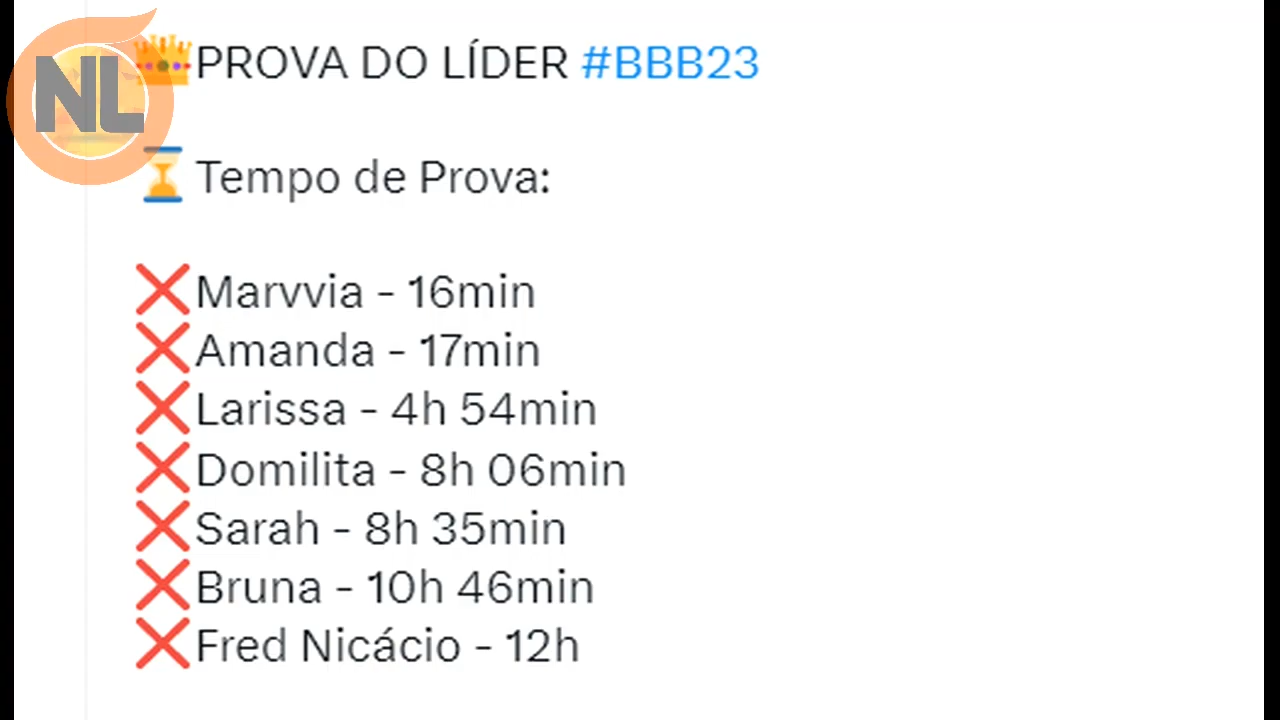 NL
PROVA DO LÍDER #BBB23
Tempo de Prova:
Marvvia - 16min
Amanda - 17min
Larissa - 4h 54min
Domilita - 8h 06min
Sarah - 8h 35min
Bruna - 10h 46min
Fred Nicácio - 12h